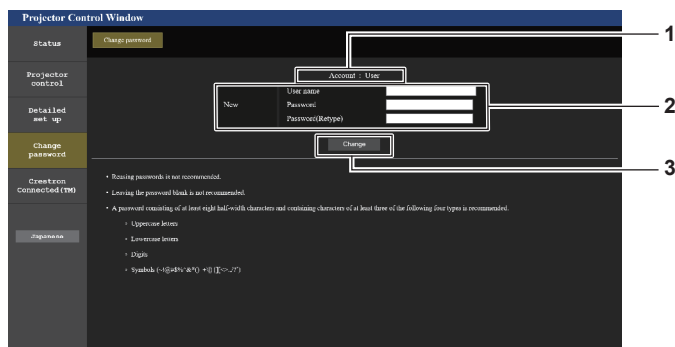 Projector Control Window
1
Status
Change password
Projector
control
Account : User
User name
New
Password
Password(Retype)
2
Detailed
set up
Change
password
Change
3
Crestron
Connected(TM)
• Reusing passwords is not recommended.
• Leaving the password blank is not recommended.
• A password consisting of at least eight half-width characters and containing characters of at least three of the following four types is recommended.
Uppercase letters
Lowercase letters
Digits
Symbols
Japanese